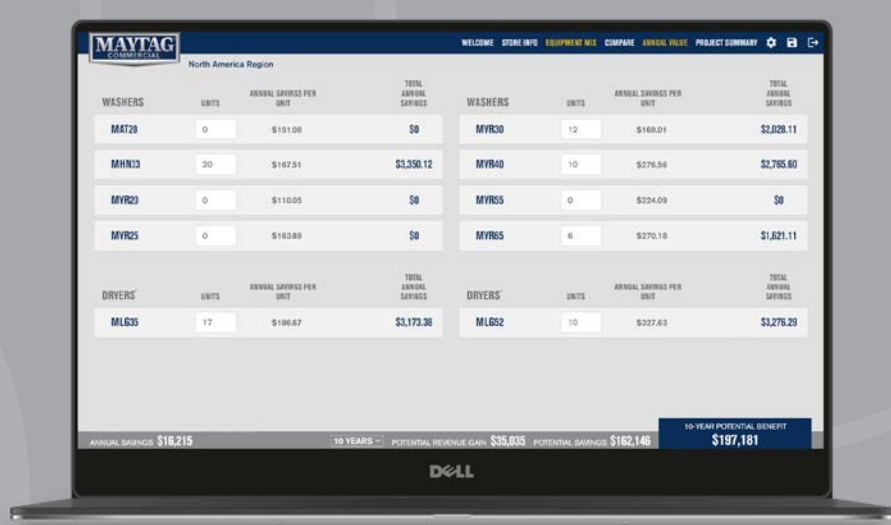 MAYTAG
COMMERCIAL
WELCOME STORE INFO EQUIPMENT MIX COMPARE ANNUAL VALUE PROJECT SUMMARY
North America Region
WASHERS UNITS ANNUAL SAVINGS PER UNIT TOTAL ANNUAL SAVINGS
MAT20 0 $151.08 $0
MHN33 20 $167.51 $3,350.12
MYR20 0 $110.05 $0
MYR25 0 $163.89 $0
DRYERS UNITS ANNUAL SAVINGS PER UNIT TOTAL ANNUAL SAVINGS
MLG35 17 $186.67 $3,173.38
WASHERS UNITS ANNUAL SAVINGS PER UNIT TOTAL ANNUAL SAVINGS
MYR30 12 $169.01 $2,028.11
MYR40 10 $276.56 $2,765.60
MYR55 0 $224.09 $0
MYR65 6 $270.18 $1,621.11
DRYERS UNITS ANNUAL SAVINGS PER UNIT TOTAL ANNUAL SAVINGS
MLG52 10 $327.63 $3,276.29
ANNUAL SAVINGS $16,215
10 YEARS POTENTIAL REVENUE GAIN $35,035 POTENTIAL SAVINGS $162,146
10-YEAR POTENTIAL BENEFIT
$197,181
DELL